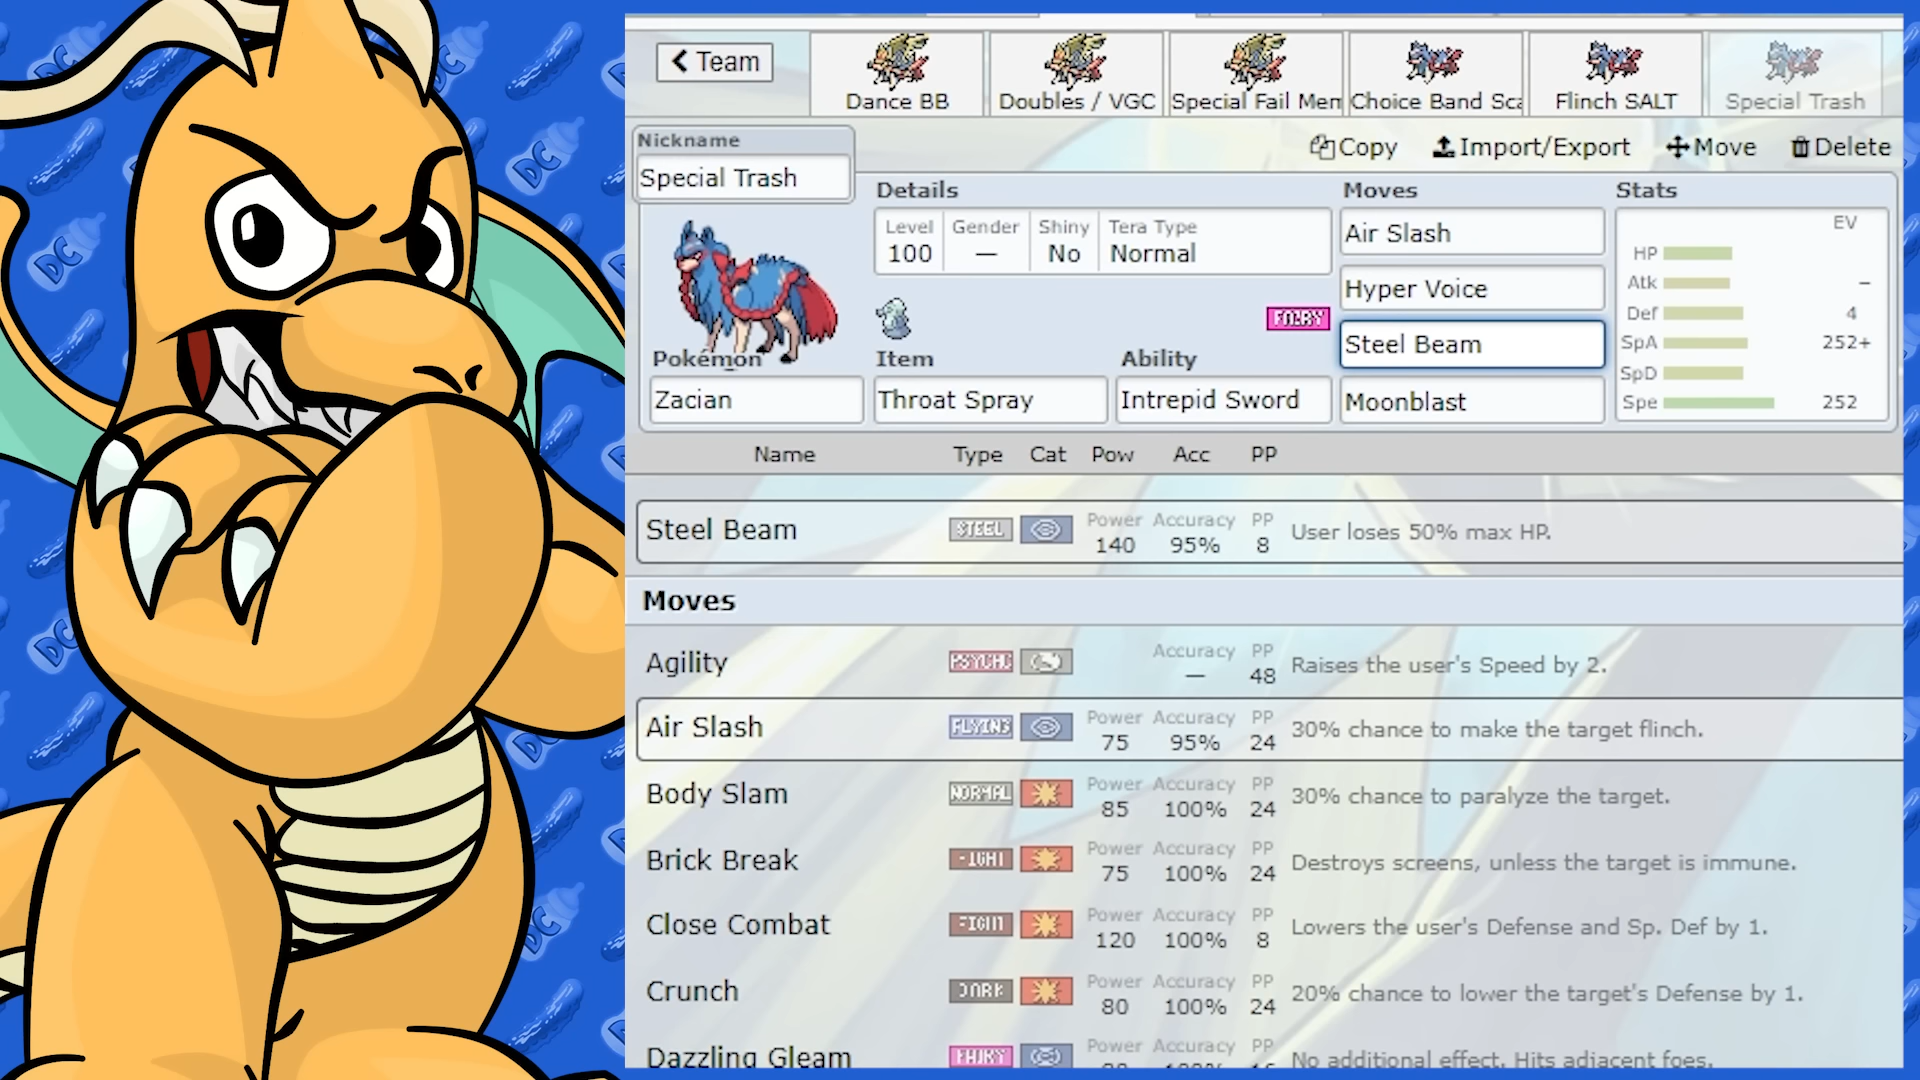 Team
Dance BB
Doubles / VGC
Special Fail Mem
Choice Band Sca
Flinch SALT
Special Trash
Nickname
Special Trash
Copy
Import/Export
Move
Delete
Details
Moves
Stats
Level
Gender
Shiny
Tera Type
100
—
No
Normal
FAIRY
Pokémon
Item
Ability
Zacian
Throat Spray
Intrepid Sword
Air Slash
Hyper Voice
Steel Beam
Moonblast
EV
HP
Atk –
Def 4
SpA 252+
SpD
Spe 252
Name Type Cat Pow Acc PP
Steel Beam STEEL Power 140 Accuracy 95% PP 8 User loses 50% max HP.
Moves
Agility PSYCHC Accuracy — PP 48 Raises the user's Speed by 2.
Air Slash FLYING Power 75 Accuracy 95% PP 24 30% chance to make the target flinch.
Body Slam NORMAL Power 85 Accuracy 100% PP 24 30% chance to paralyze the target.
Brick Break FIGHT Power 75 Accuracy 100% PP 24 Destroys screens, unless the target is immune.
Close Combat FIGHT Power 120 Accuracy 100% PP 8 Lowers the user's Defense and Sp. Def by 1.
Crunch DARK Power 80 Accuracy 100% PP 24 20% chance to lower the target's Defense by 1.
Dazzling Gleam FAIRY Power Accuracy PP No additional effect. Hits adjacent foes.
DC
DC
DC
DC
DC
DC
DC